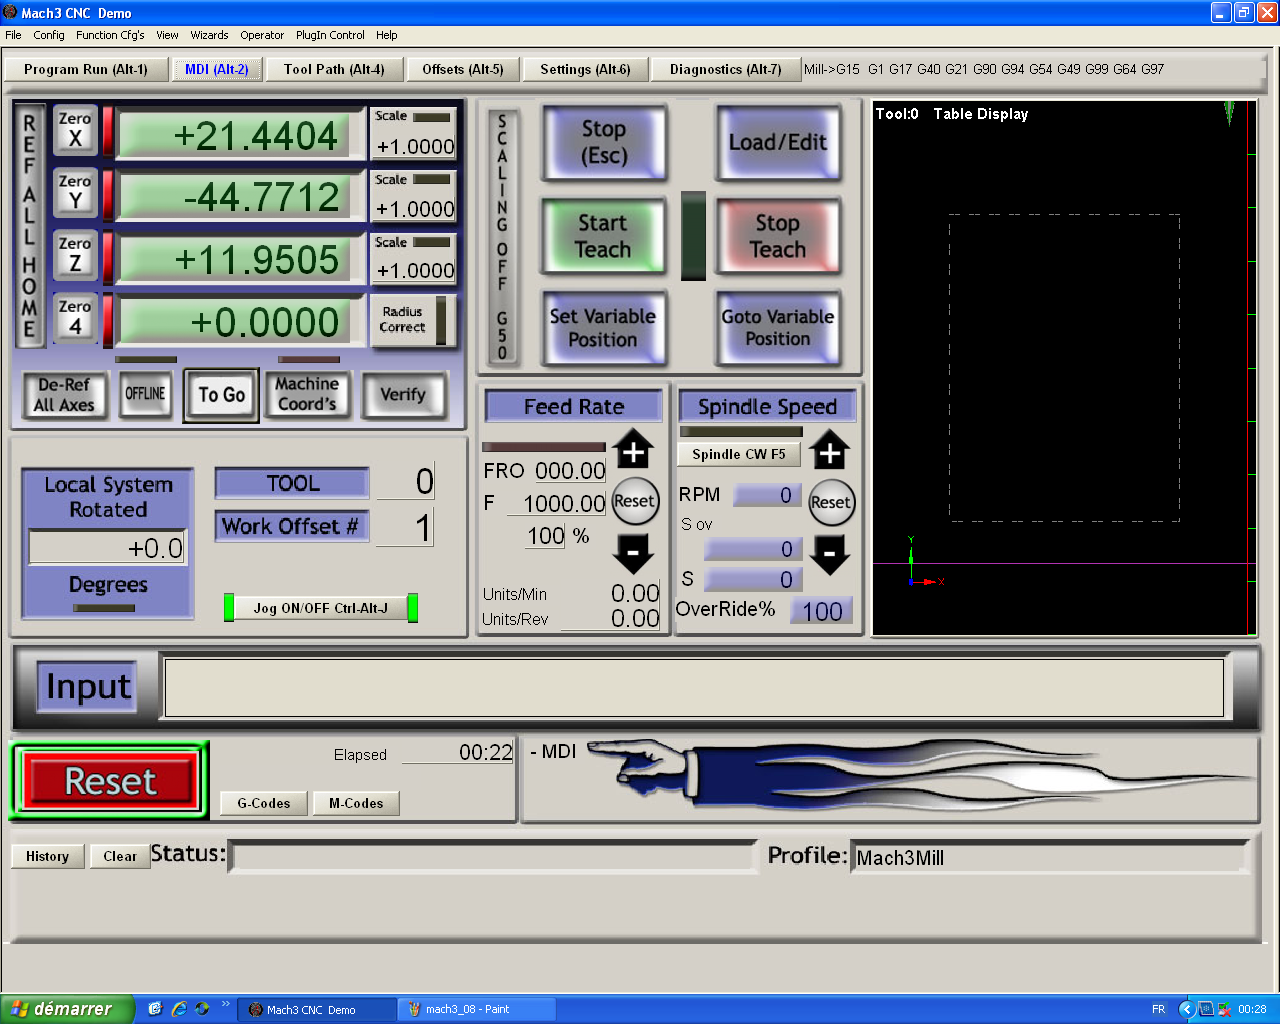 Mach3 CNC  Demo
File  Config  Function Cfg's  View  Wizards  Operator  PlugIn Control  Help
Program Run (Alt-1)  MDI (Alt-2)  Tool Path (Alt-4)  Offsets (Alt-5)  Settings (Alt-6)  Diagnostics (Alt-7)  Mill->G15  G1 G17 G40 G21 G90 G94 G54 G49 G99 G64 G97
REF ALL HOME
Zero X  +21.4404  Scale  +1.0000
Zero Y  -44.7712  Scale  +1.0000
Zero Z  +11.9505  Scale  +1.0000
Zero 4  +0.0000  Radius Correct
De-Ref All Axes  OFFLINE  To Go  Machine Coord's  Verify
SCALING OFF G50
Stop (Esc)  Load/Edit
Start Teach  Stop Teach
Set Variable Position  Goto Variable Position
Tool:0  Table Display
Y
X
Local System Rotated
+0.0
Degrees
TOOL  0
Work Offset #  1
Jog ON/OFF Ctrl-Alt-J
Feed Rate
+
FRO  000.00
F  1000.00
Reset
100 %
-
Units/Min  0.00
Units/Rev  0.00
Spindle Speed
Spindle CW F5
+
RPM  0
Reset
S ov
0
-
S  0
OverRide%  100
Input
Reset
Elapsed  00:22
G-Codes  M-Codes
- MDI
History  Clear  Status:
Profile:  Mach3Mill
démarrer  »  Mach3 CNC  Demo  mach3_08 - Paint  FR  00:28